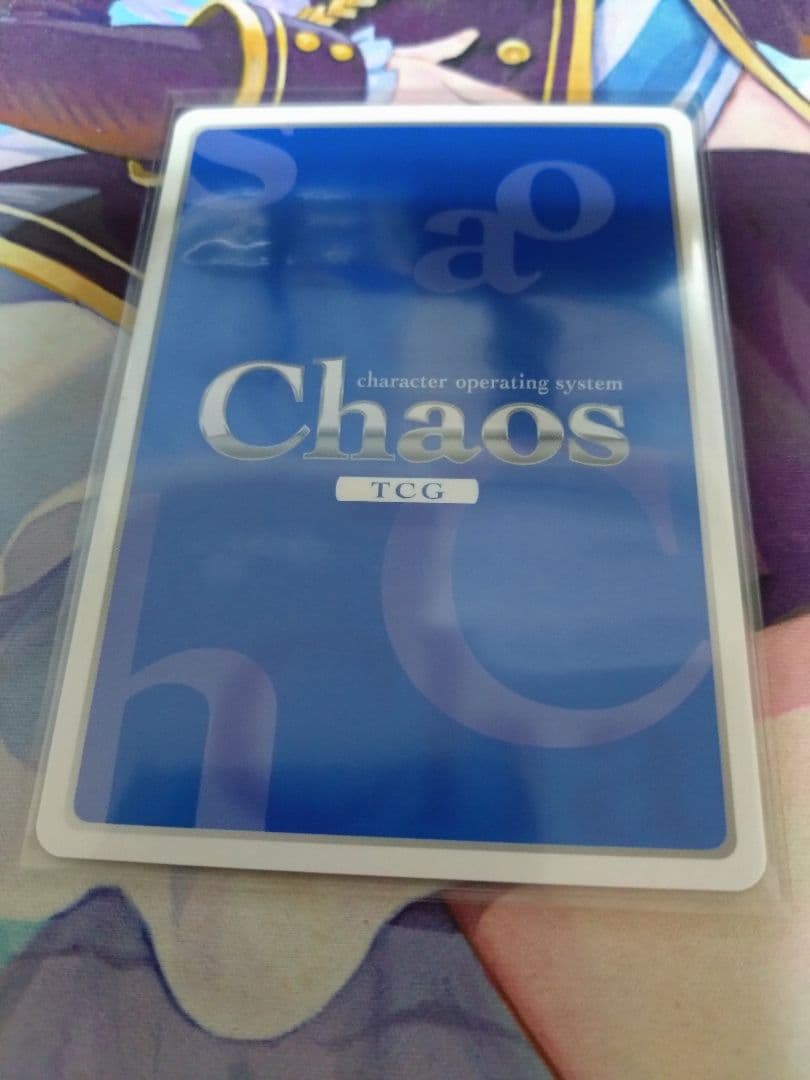 s
a o
character operating system
Chaos
TCG
C
h